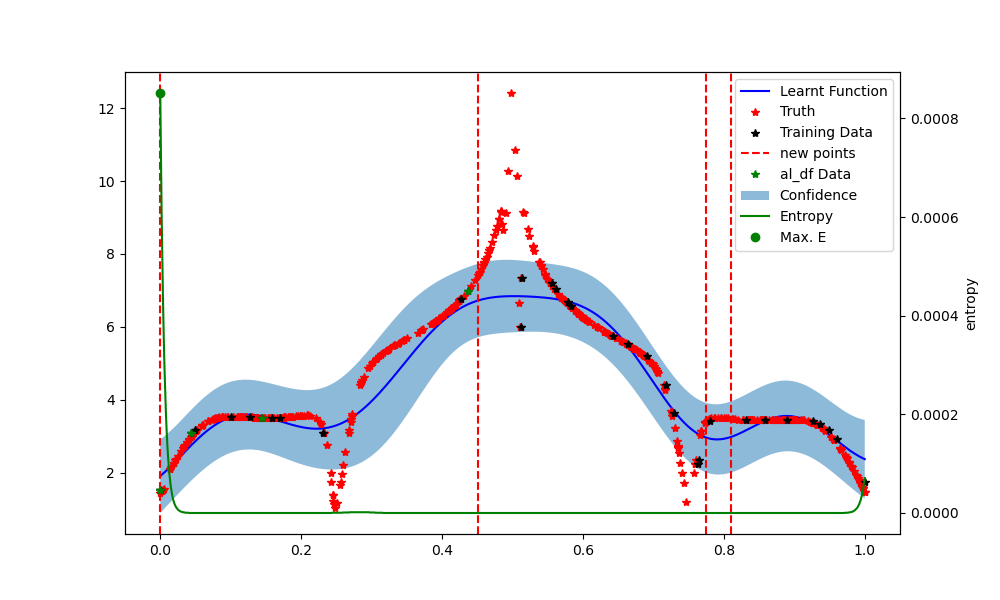 12
10
8
6
4
2
0.0
0.2
0.4
0.6
0.8
1.0
0.0008
0.0006
0.0004
0.0002
0.0000
entropy
Learnt Function
Truth
Training Data
new points
al_df Data
Confidence
Entropy
Max. E